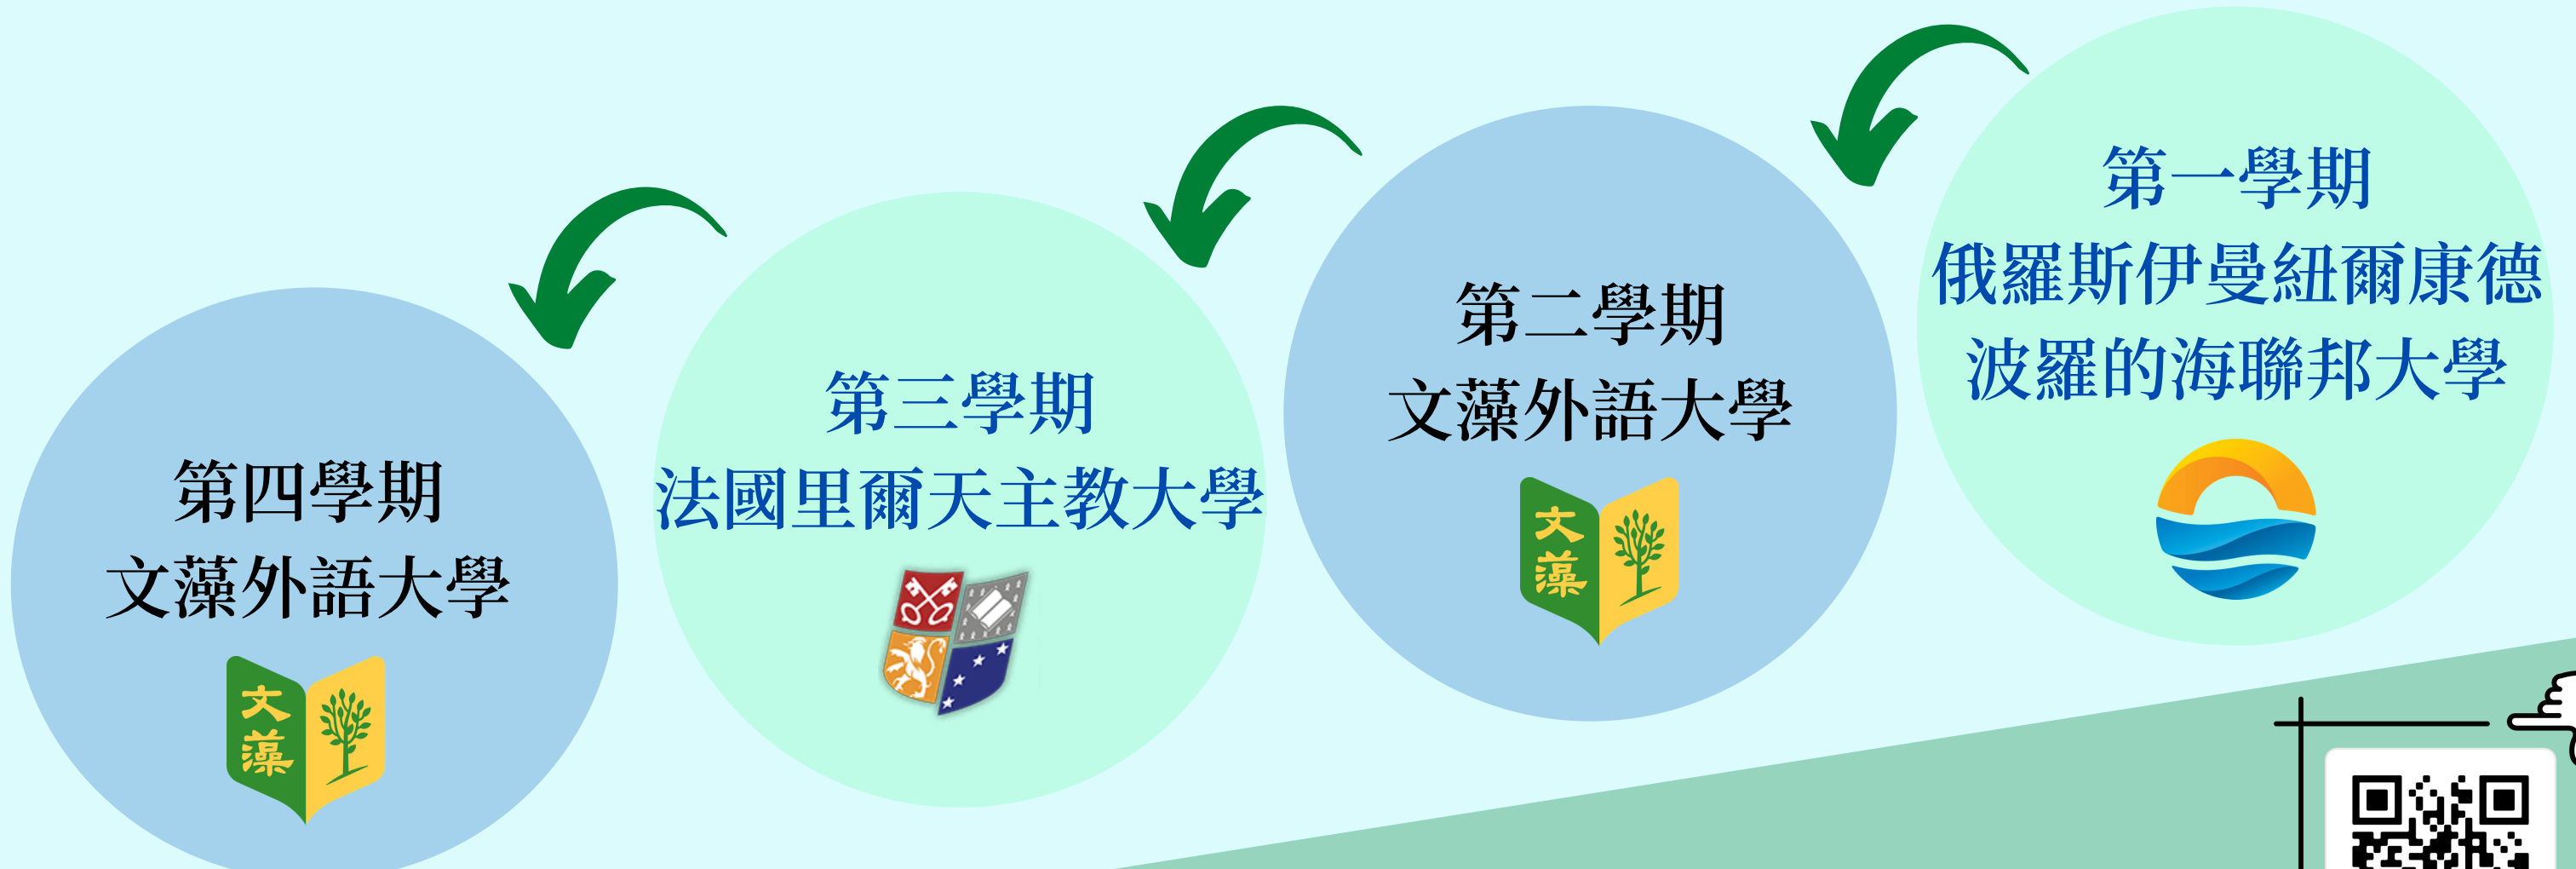 第一學期
俄羅斯伊曼紐爾康德
波羅的海聯邦大學
第二學期
文藻外語大學
文藻
第三學期
法國里爾天主教大學
第四學期
文藻外語大學
文藻